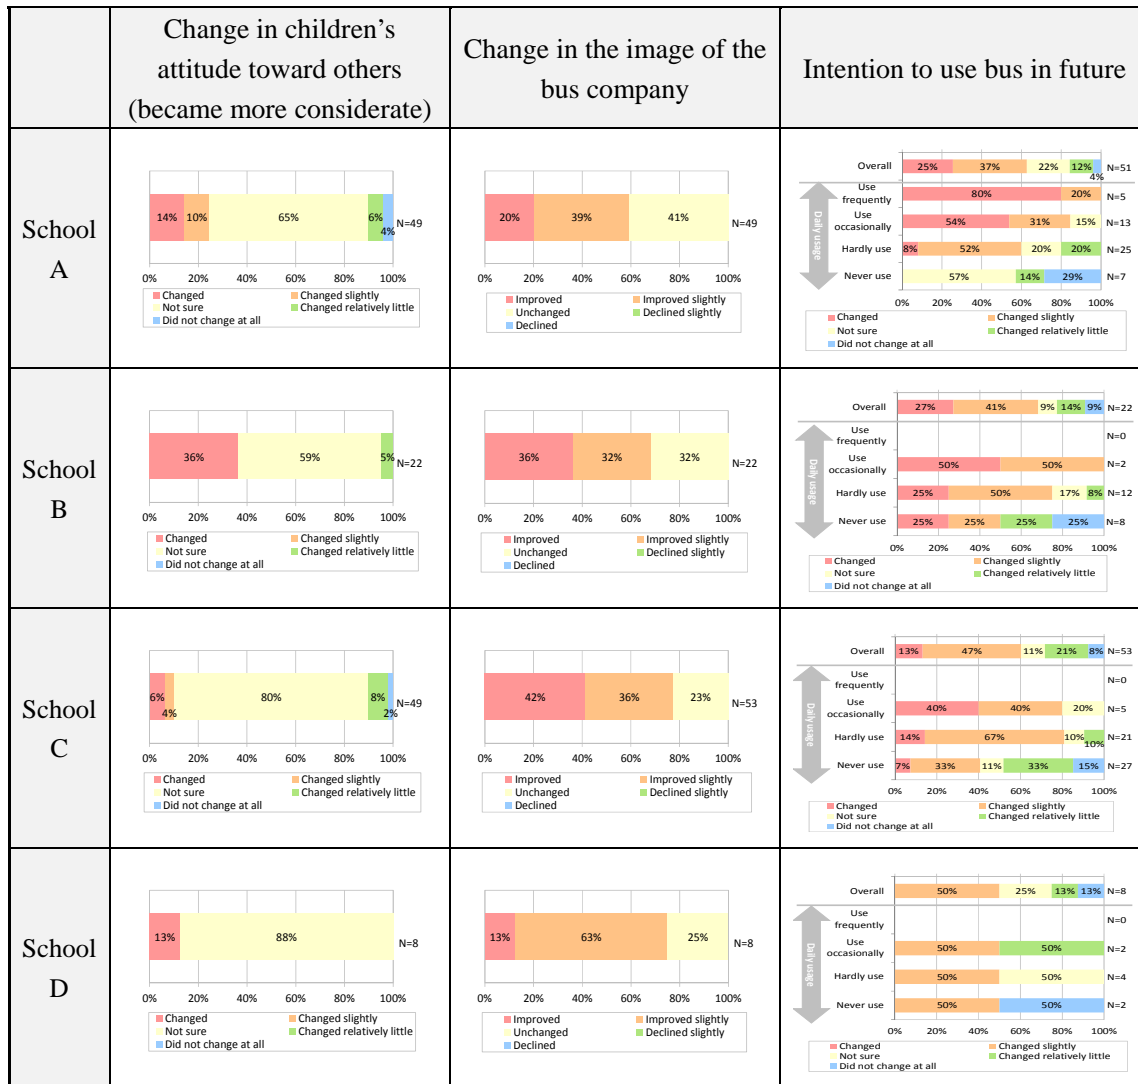 Change in children's
attitude toward others
(became more considerate)
Change in the image of the
bus company
Intention to use bus in future
School
A
14% 10% 65% 6% 4% N=49
0% 20% 40% 60% 80% 100%
Changed Changed slightly
Not sure Changed relatively little
Did not change at all
20% 39% 41% N=49
0% 20% 40% 60% 80% 100%
Improved Improved slightly
Unchanged Declined slightly
Declined
Overall 25% 37% 22% 12% 4% N=51
Daily usage
Use
frequently 80% 20% N=5
Use
occasionally 54% 31% 15% N=13
Hardly use 8% 52% 20% 20% N=25
Never use 57% 14% 29% N=7
0% 20% 40% 60% 80% 100%
Changed Changed slightly
Not sure Changed relatively little
Did not change at all
School
B
36% 59% 5% N=22
0% 20% 40% 60% 80% 100%
Changed Changed slightly
Not sure Changed relatively little
Did not change at all
36% 32% 32% N=22
0% 20% 40% 60% 80% 100%
Improved Improved slightly
Unchanged Declined slightly
Declined
Overall 27% 41% 9% 14% 9% N=22
Daily usage
Use
frequently N=0
Use
occasionally 50% 50% N=2
Hardly use 25% 50% 17% 8% N=12
Never use 25% 25% 25% 25% N=8
0% 20% 40% 60% 80% 100%
Changed Changed slightly
Not sure Changed relatively little
Did not change at all
School
C
6% 4% 80% 8% 2% N=49
0% 20% 40% 60% 80% 100%
Changed Changed slightly
Not sure Changed relatively little
Did not change at all
42% 36% 23% N=53
0% 20% 40% 60% 80% 100%
Improved Improved slightly
Unchanged Declined slightly
Declined
Overall 13% 47% 11% 21% 8% N=53
Daily usage
Use
frequently N=0
Use
occasionally 40% 40% 20% N=5
Hardly use 14% 67% 10% 10% N=21
Never use 7% 33% 11% 33% 15% N=27
0% 20% 40% 60% 80% 100%
Changed Changed slightly
Not sure Changed relatively little
Did not change at all
School
D
13% 88% N=8
0% 20% 40% 60% 80% 100%
Changed Changed slightly
Not sure Changed relatively little
Did not change at all
13% 63% 25% N=8
0% 20% 40% 60% 80% 100%
Improved Improved slightly
Unchanged Declined slightly
Declined
Overall 50% 25% 13% 13% N=8
Daily usage
Use
frequently N=0
Use
occasionally 50% 50% N=2
Hardly use 50% 50% N=4
Never use 50% 50% N=2
0% 20% 40% 60% 80% 100%
Changed Changed slightly
Not sure Changed relatively little
Did not change at all